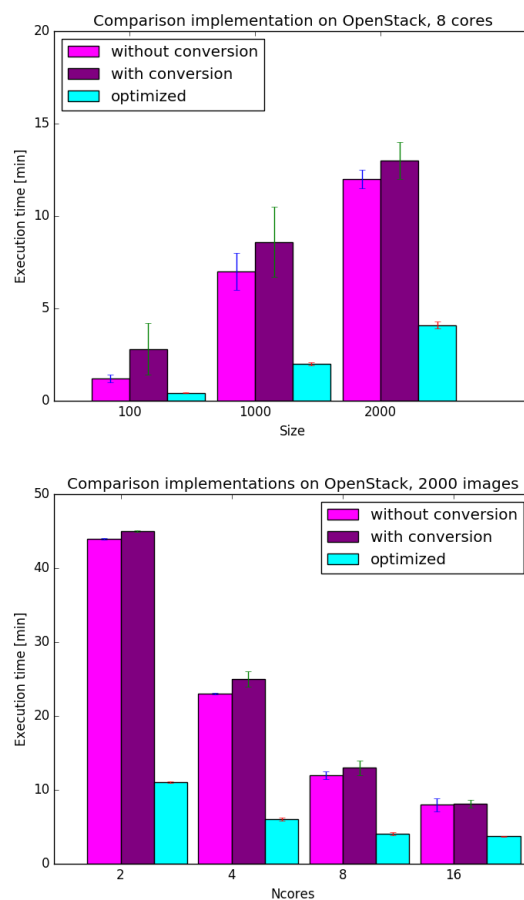 Comparison implementation on OpenStack, 8 cores
20
15
10
5
0
Execution time [min]
without conversion
with conversion
optimized
100 1000 2000
Size
Comparison implementations on OpenStack, 2000 images
50
40
30
20
10
0
Execution time [min]
without conversion
with conversion
optimized
2 4 8 16
Ncores